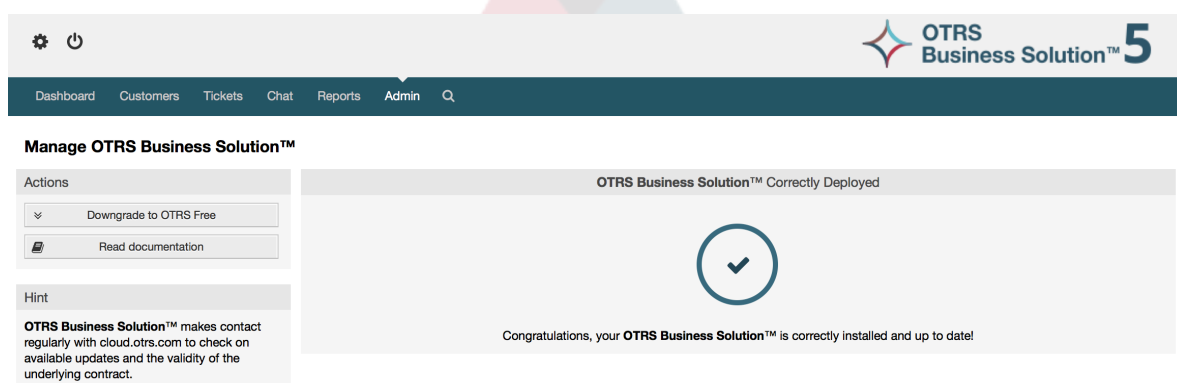 OTRS
Business Solution™ 5
Dashboard Customers Tickets Chat Reports Admin
Manage OTRS Business Solution™
Actions
Downgrade to OTRS Free
Read documentation
Hint
OTRS Business Solution™ makes contact
regularly with cloud.otrs.com to check on
available updates and the validity of the
underlying contract.
OTRS Business Solution™ Correctly Deployed
Congratulations, your OTRS Business Solution™ is correctly installed and up to date!